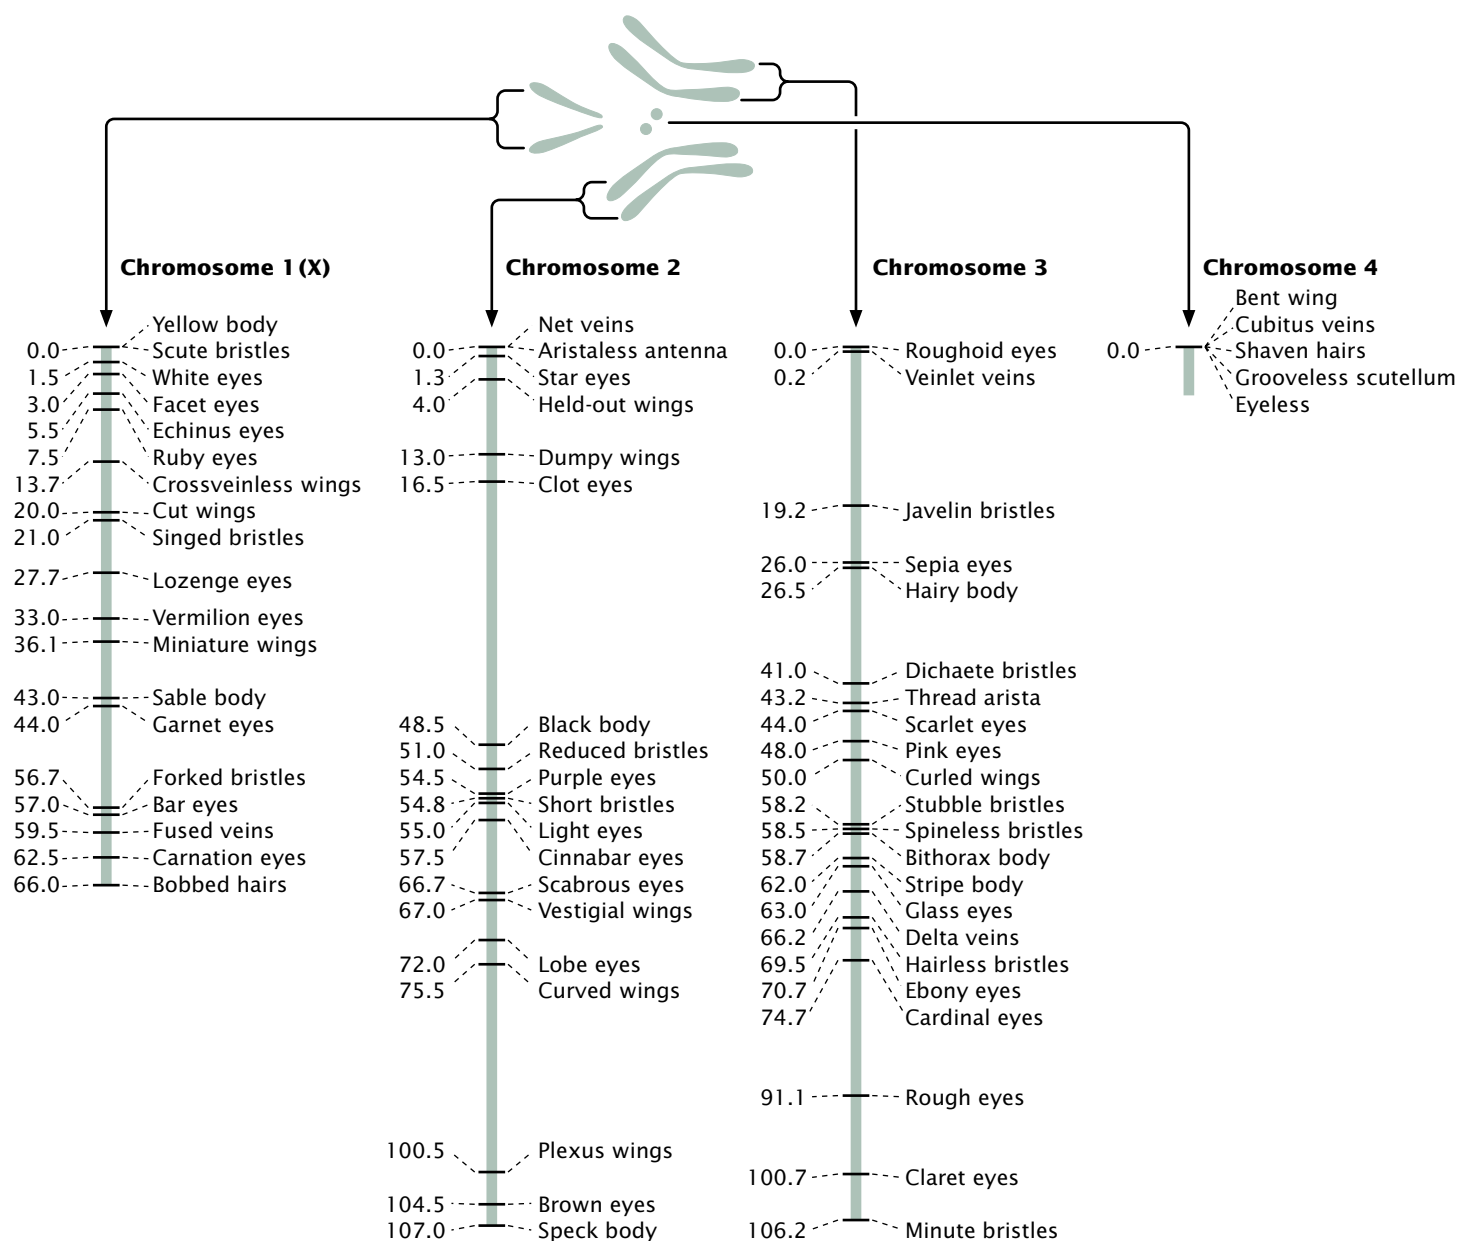 Chromosome 1(X)
Yellow body
0.0 Scute bristles
1.5 White eyes
3.0 Facet eyes
5.5 Echinus eyes
7.5 Ruby eyes
13.7 Crossveinless wings
20.0 Cut wings
21.0 Singed bristles
27.7 Lozenge eyes
33.0 Vermilion eyes
36.1 Miniature wings
43.0 Sable body
44.0 Garnet eyes
56.7 Forked bristles
57.0 Bar eyes
59.5 Fused veins
62.5 Carnation eyes
66.0 Bobbed hairs
Chromosome 2
Net veins
0.0 Aristaless antenna
1.3 Star eyes
4.0 Held-out wings
13.0 Dumpy wings
16.5 Clot eyes
48.5 Black body
51.0 Reduced bristles
54.5 Purple eyes
54.8 Short bristles
55.0 Light eyes
57.5 Cinnabar eyes
66.7 Scabrous eyes
67.0 Vestigial wings
72.0 Lobe eyes
75.5 Curved wings
100.5 Plexus wings
104.5 Brown eyes
107.0 Speck body
Chromosome 3
0.0 Roughoid eyes
0.2 Veinlet veins
19.2 Javelin bristles
26.0 Sepia eyes
26.5 Hairy body
41.0 Dichaete bristles
43.2 Thread arista
44.0 Scarlet eyes
48.0 Pink eyes
50.0 Curled wings
58.2 Stubble bristles
58.5 Spineless bristles
58.7 Bithorax body
62.0 Stripe body
63.0 Glass eyes
66.2 Delta veins
69.5 Hairless bristles
70.7 Ebony eyes
74.7 Cardinal eyes
91.1 Rough eyes
100.7 Claret eyes
106.2 Minute bristles
Chromosome 4
Bent wing
Cubitus veins
0.0 Shaven hairs
Grooveless scutellum
Eyeless